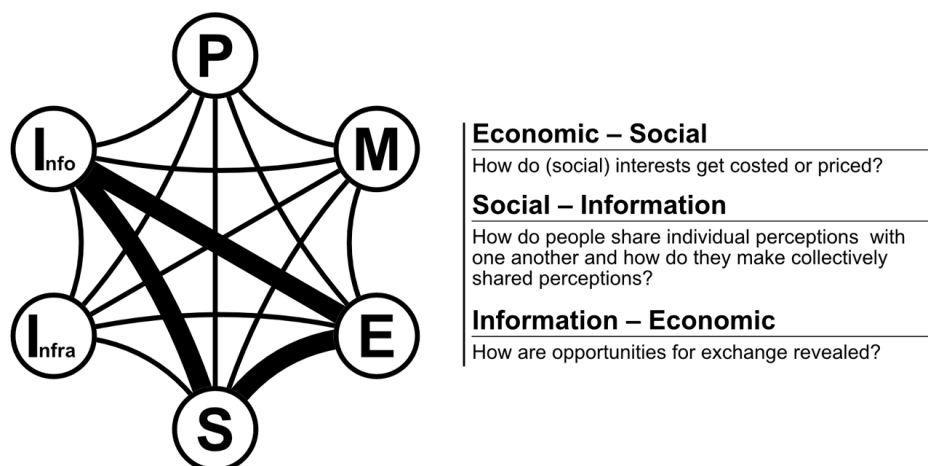 P
Info
M
Infra
E
S
Economic – Social
How do (social) interests get costed or priced?
Social – Information
How do people share individual perceptions with
one another and how do they make collectively
shared perceptions?
Information – Economic
How are opportunities for exchange revealed?